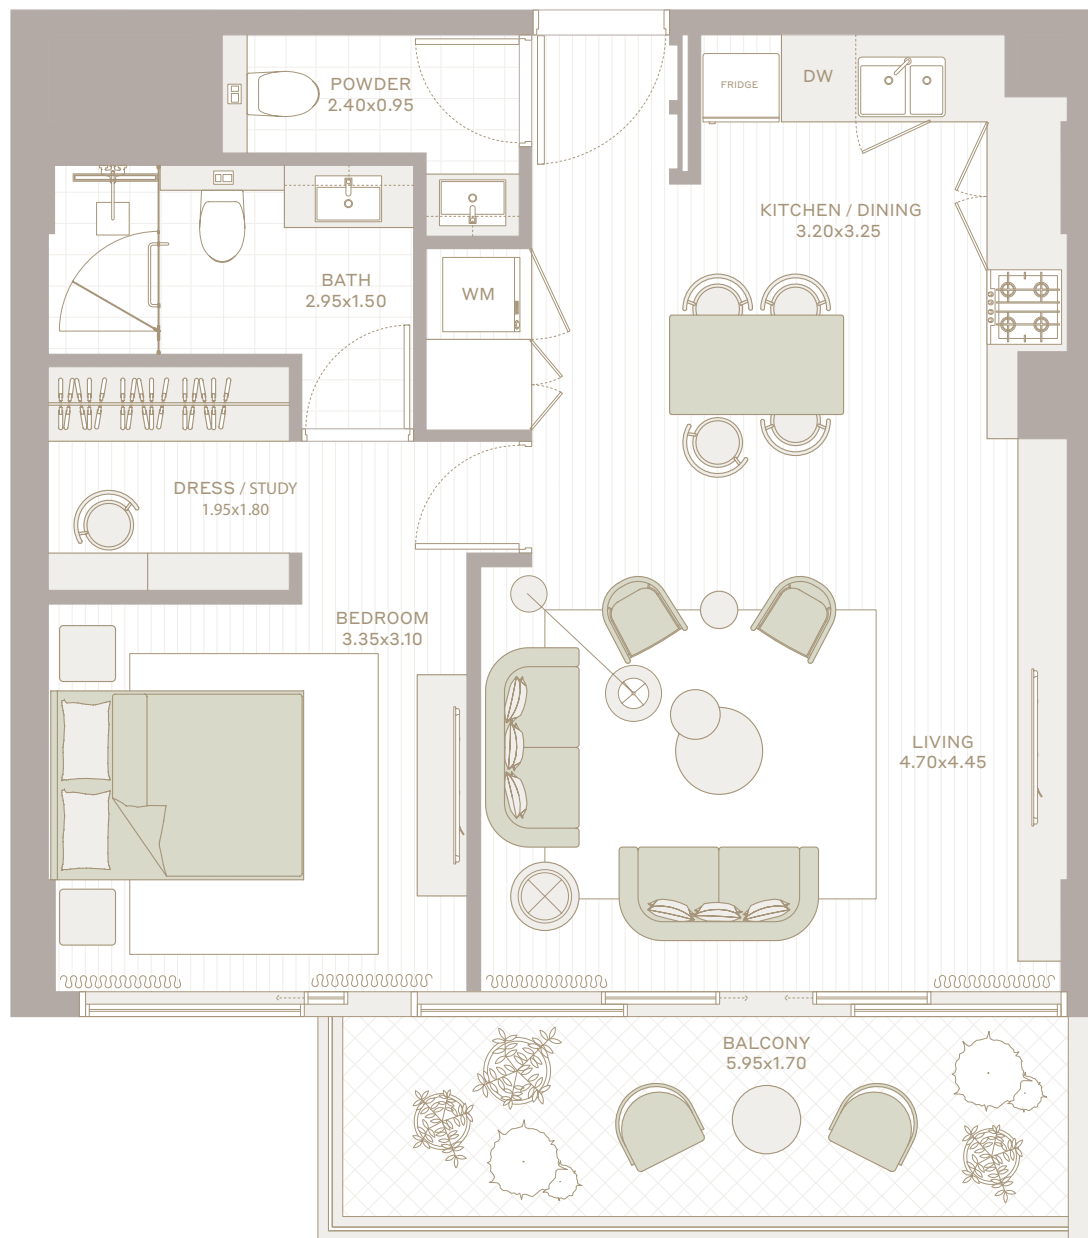 POWDER
2.40x0.95
FRIDGE
DW
KITCHEN / DINING
3.20x3.25
BATH
2.95x1.50
WM
DRESS / STUDY
1.95x1.80
BEDROOM
3.35x3.10
LIVING
4.70x4.45
BALCONY
5.95x1.70